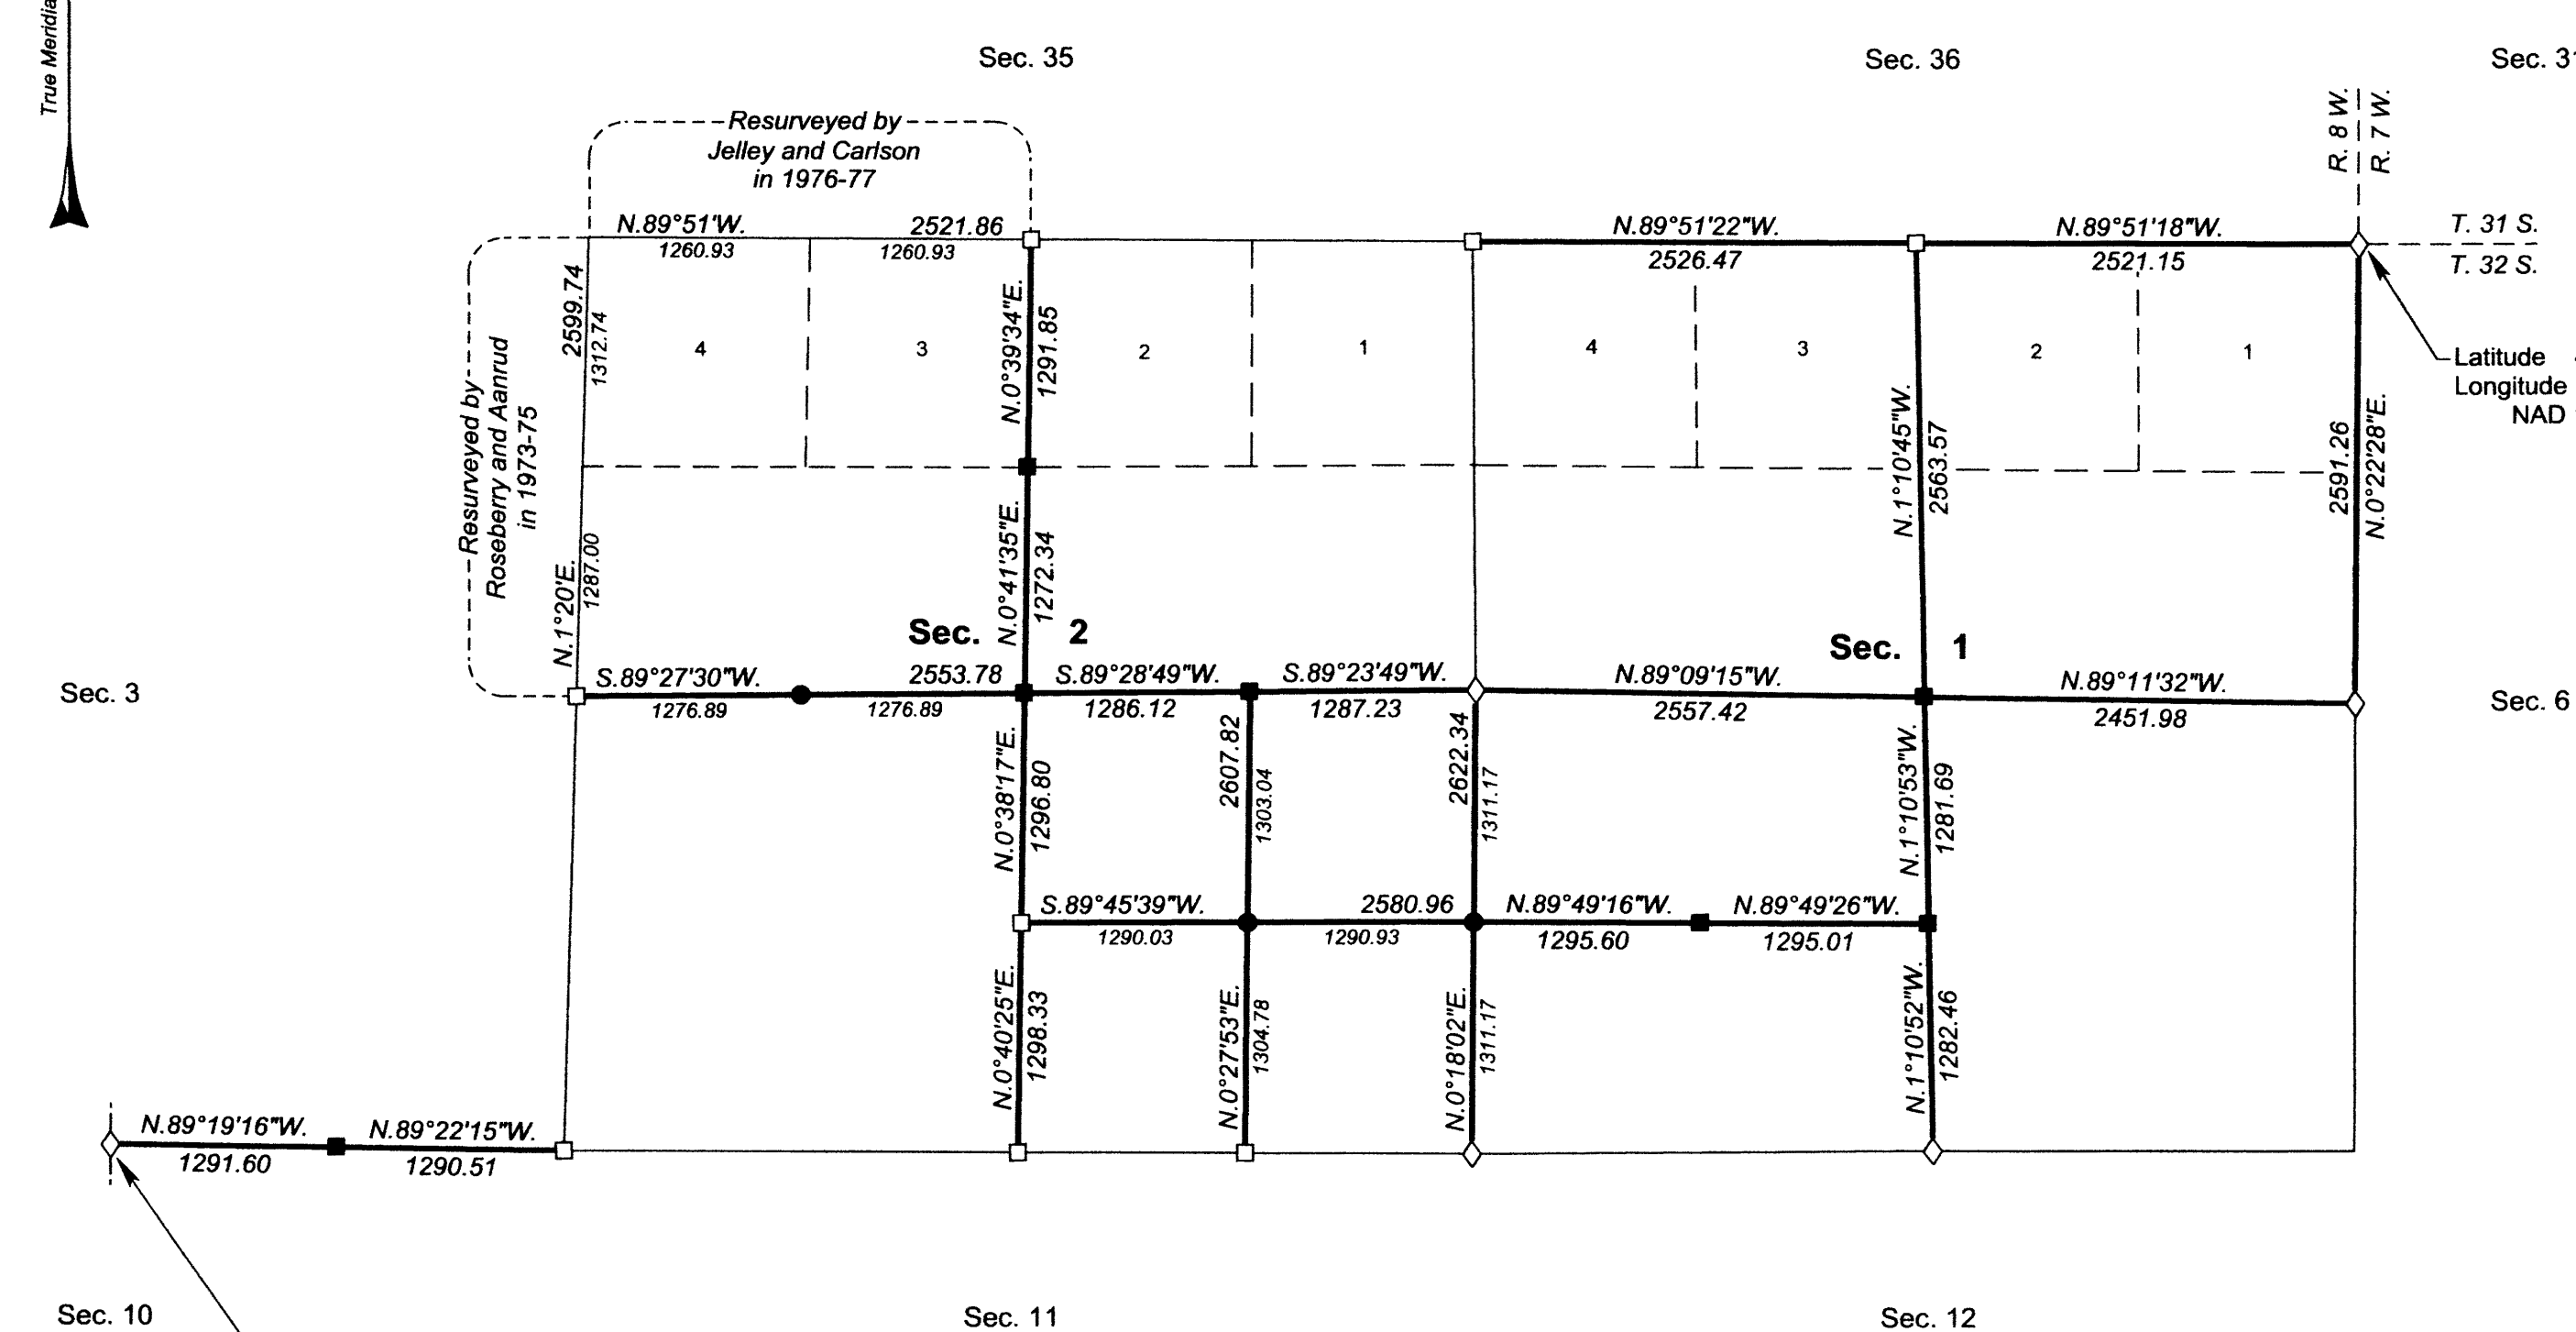 True Meridia
Sec. 35
Sec. 36
Sec. 31
R. 8 W.
R. 7 W.
Resurveyed by
Jelley and Carlson
in 1976-77
N.89°51'W.
2521.86
1260.93
1260.93
N.89°51'22"W.
2526.47
N.89°51'18"W.
2521.15
T. 31 S.
T. 32 S.
2599.74
1312.74
4
3
N.0°39'34"E.
1291.85
2
1
4
3
2
1
Latitude
Longitude
NAD
Resurveyed by
Roseberry and Aanrud
in 1973-75
N.1°10'45"W.
2563.57
2591.26
N.0°22'28"E.
N.1°20'E.
1287.00
N.0°41'35"E.
1272.34
Sec. 2
Sec. 1
Sec. 3
S.89°27'30"W.
2553.78
1276.89
1276.89
S.89°28'49"W.
1286.12
S.89°23'49"W.
1287.23
N.89°09'15"W.
2557.42
N.89°11'32"W.
2451.98
Sec. 6
N.0°38'17"E.
1296.80
2607.82
1303.04
2622.34
1311.17
N.1°10'53"W.
1281.69
S.89°45'39"W.
2580.96
1290.03
1290.93
N.89°49'16"W.
1295.60
N.89°49'26"W.
1295.01
N.0°40'25"E.
1298.33
N.0°27'53"E.
1304.78
N.0°18'02"E.
1311.17
N.1°10'52"W.
1282.46
N.89°19'16"W.
1291.60
N.89°22'15"W.
1290.51
Sec. 10
Sec. 11
Sec. 12